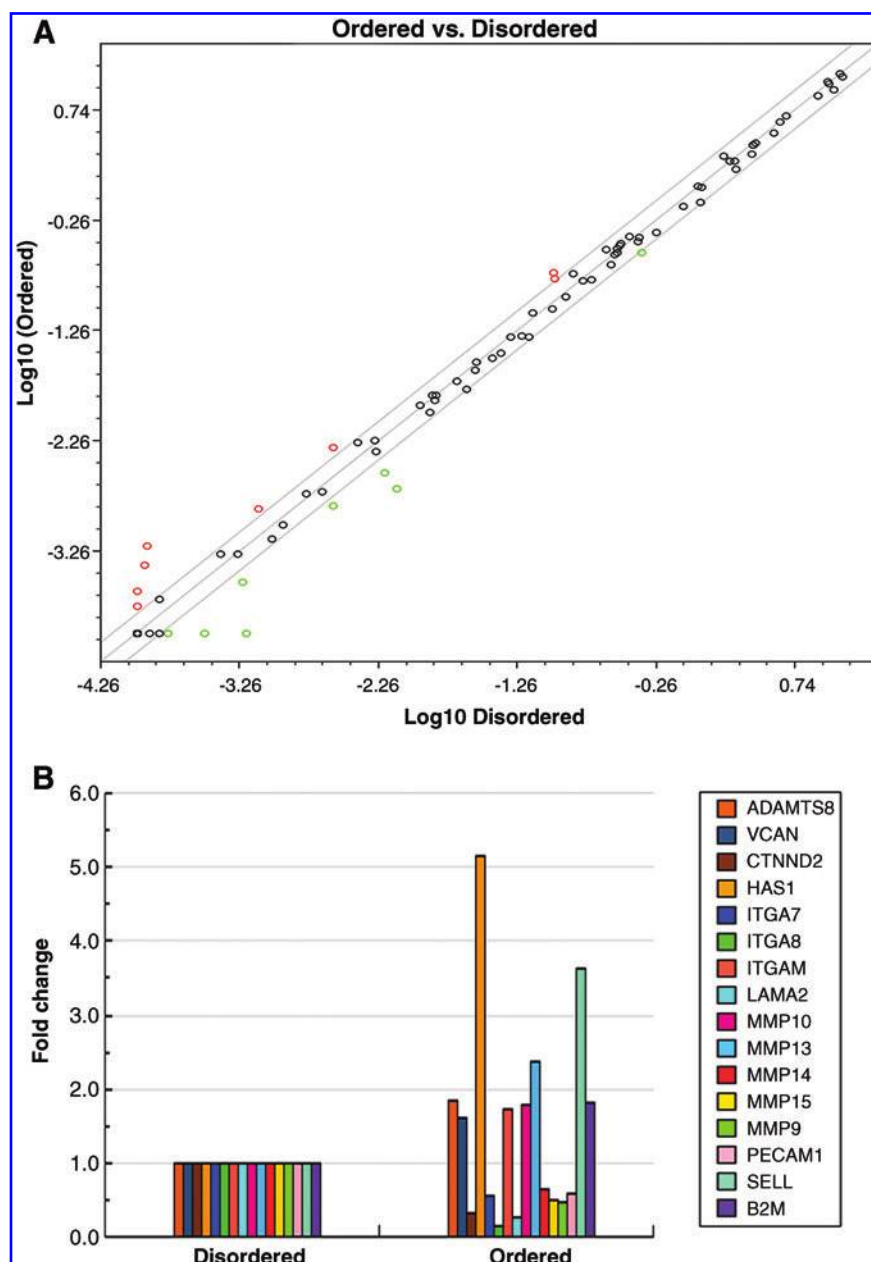 A
Ordered vs. Disordered
Log10 (Ordered)
0.74
-0.26
-1.26
-2.26
-3.26
-4.26 -3.26 -2.26 -1.26 -0.26 0.74
Log10 Disordered
B
Fold change
6.0
5.0
4.0
3.0
2.0
1.0
0.0
Disordered Ordered
ADAMTS8
VCAN
CTNND2
HAS1
ITGA7
ITGA8
ITGAM
LAMA2
MMP10
MMP13
MMP14
MMP15
MMP9
PECAM1
SELL
B2M